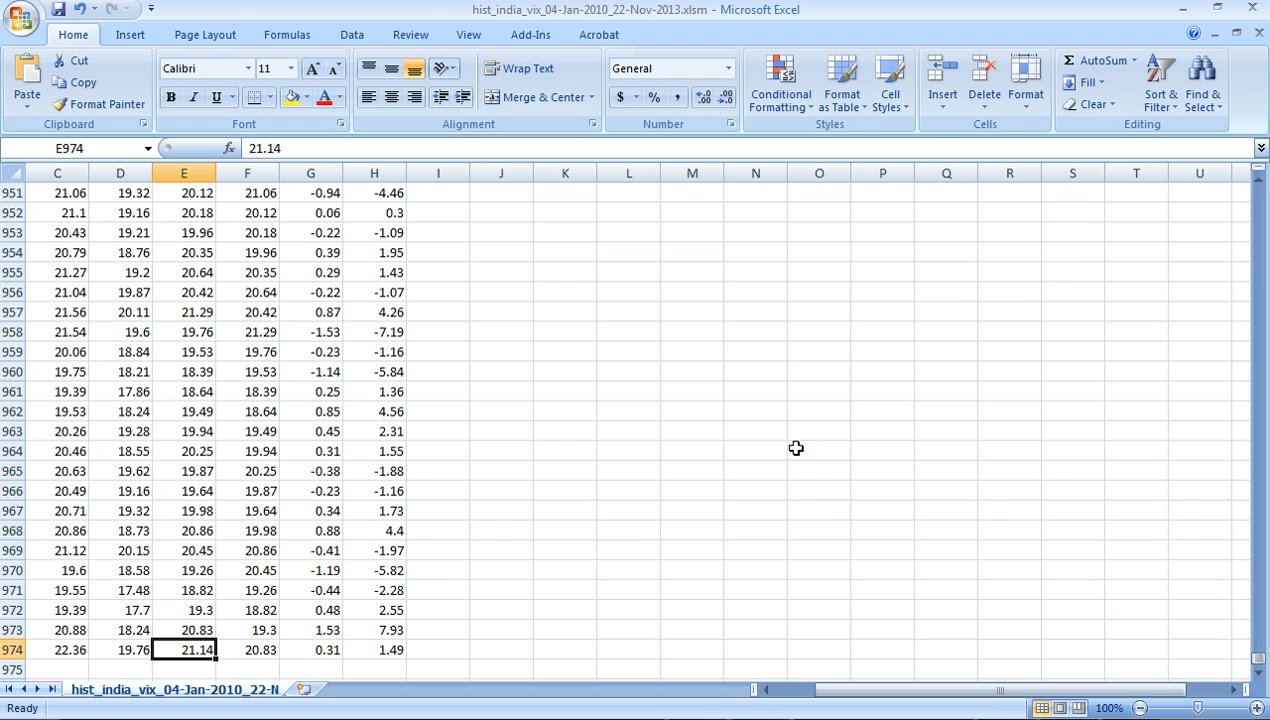 hist_india_vix_04-Jan-2010_22-Nov-2013.xlsm - Microsoft Excel
Home Insert Page Layout Formulas Data Review View Add-Ins Acrobat
Paste Cut Copy Format Painter Clipboard
Calibri 11 B I U A Font
Wrap Text Merge & Center Alignment
General $ % , Number
Conditional Formatting Format as Table Cell Styles Styles
Insert Delete Format Cells
Σ AutoSum Fill Clear Sort & Filter Find & Select Editing
E974 fx 21.14
C D E F G H I J K L M N O P Q R S T U
951 21.06 19.32 20.12 21.06 -0.94 -4.46
952 21.1 19.16 20.18 20.12 0.06 0.3
953 20.43 19.21 19.96 20.18 -0.22 -1.09
954 20.79 18.76 20.35 19.96 0.39 1.95
955 21.27 19.2 20.64 20.35 0.29 1.43
956 21.04 19.87 20.42 20.64 -0.22 -1.07
957 21.56 20.11 21.29 20.42 0.87 4.26
958 21.54 19.6 19.76 21.29 -1.53 -7.19
959 20.06 18.84 19.53 19.76 -0.23 -1.16
960 19.75 18.21 18.39 19.53 -1.14 -5.84
961 19.39 17.86 18.64 18.39 0.25 1.36
962 19.53 18.24 19.49 18.64 0.85 4.56
963 20.26 19.28 19.94 19.49 0.45 2.31
964 20.46 18.55 20.25 19.94 0.31 1.55
965 20.63 19.62 19.87 20.25 -0.38 -1.88
966 20.49 19.16 19.64 19.87 -0.23 -1.16
967 20.71 19.32 19.98 19.64 0.34 1.73
968 20.86 18.73 20.86 19.98 0.88 4.4
969 21.12 20.15 20.45 20.86 -0.41 -1.97
970 19.6 18.58 19.26 20.45 -1.19 -5.82
971 19.55 17.48 18.82 19.26 -0.44 -2.28
972 19.39 17.7 19.3 18.82 0.48 2.55
973 20.88 18.24 20.83 19.3 1.53 7.93
974 22.36 19.76 21.14 20.83 0.31 1.49
975
hist_india_vix_04-Jan-2010_22-N
Ready 100%